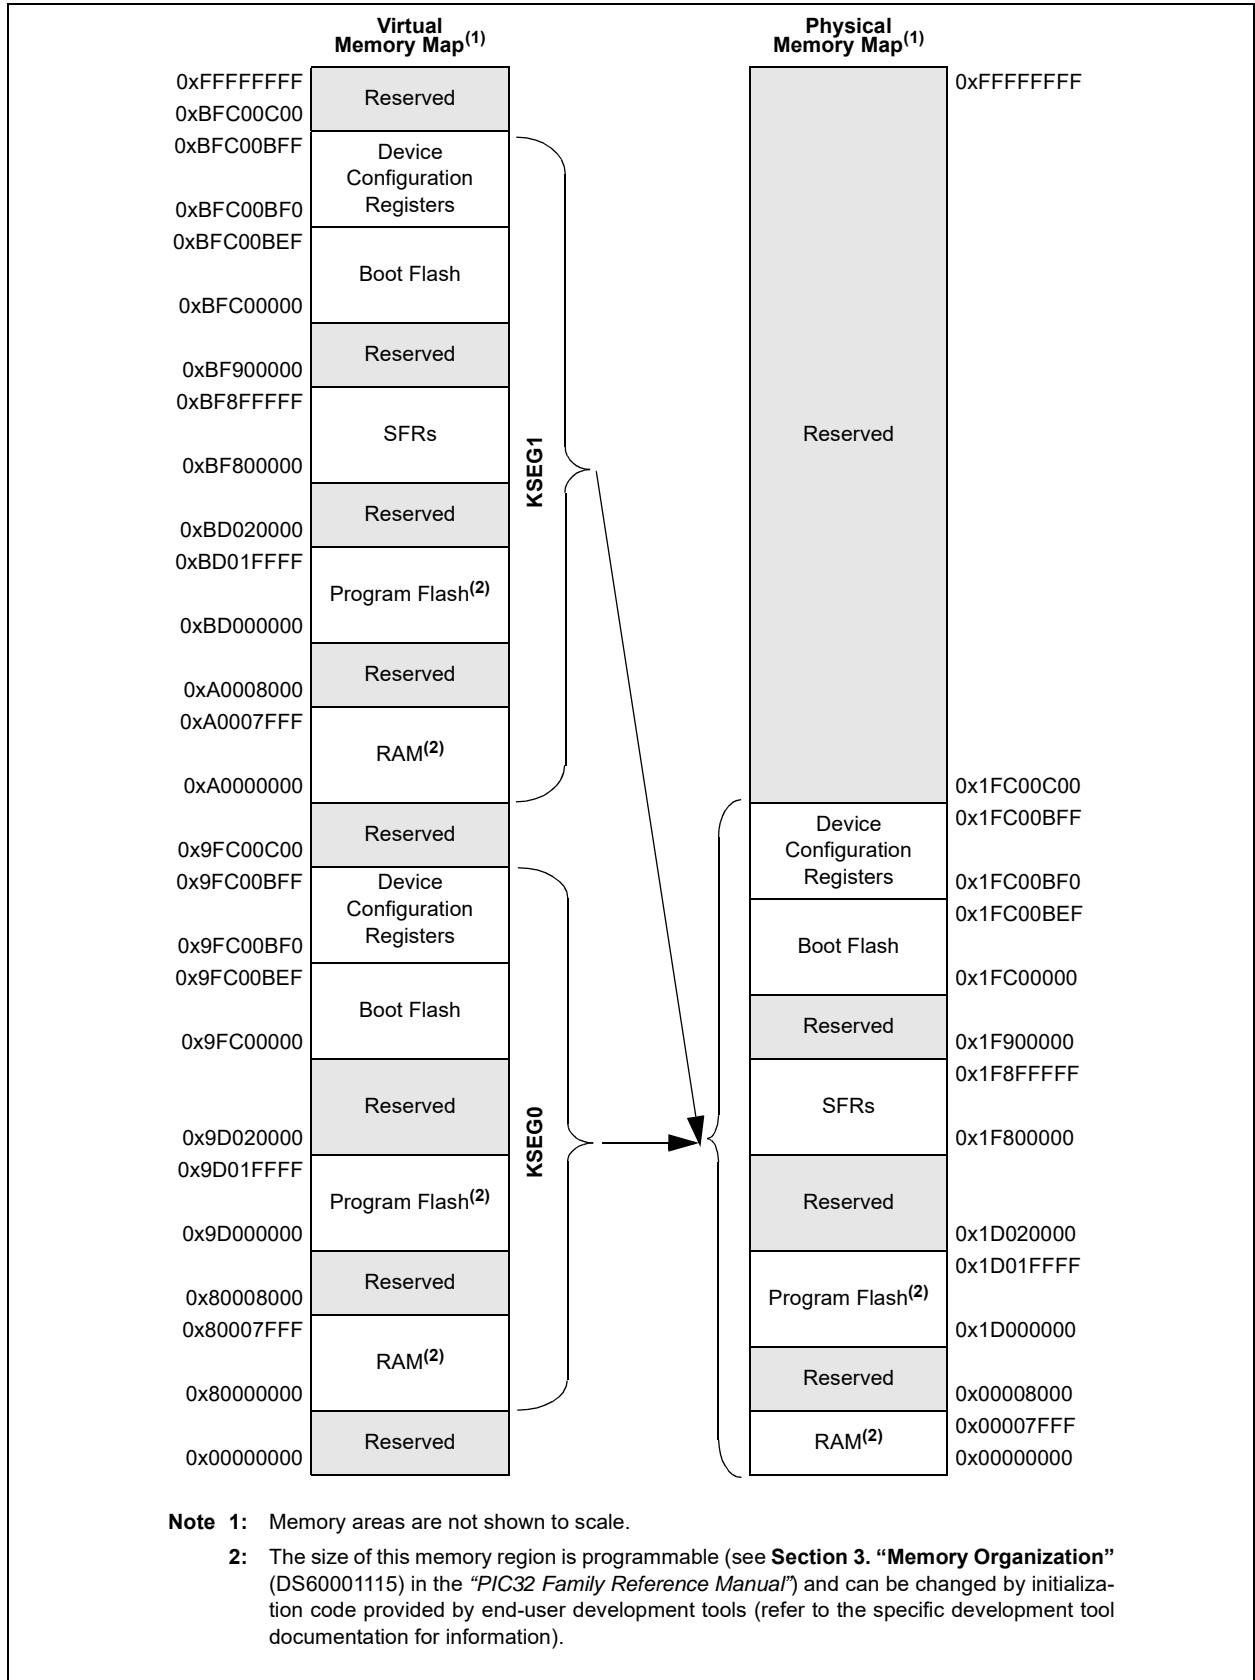 Virtual
Memory Map(1)
Physical
Memory Map(1)
0xFFFFFFFF
Reserved
0xBFC00C00
0xBFC00BFF
Device
Configuration
Registers
0xBFC00BF0
0xBFC00BEF
Boot Flash
0xBFC00000
Reserved
0xBF900000
0xBF8FFFFF
SFRs
0xBF800000
Reserved
0xBD020000
0xBD01FFFF
Program Flash(2)
0xBD000000
Reserved
0xA0008000
0xA0007FFF
RAM(2)
0xA0000000
KSEG1
Reserved
0x9FC00C00
0x9FC00BFF
Device
Configuration
Registers
0x9FC00BF0
0x9FC00BEF
Boot Flash
0x9FC00000
Reserved
0x9D020000
0x9D01FFFF
Program Flash(2)
0x9D000000
Reserved
0x80008000
0x80007FFF
RAM(2)
0x80000000
KSEG0
Reserved
0x00000000
0xFFFFFFFF
Reserved
0x1FC00C00
0x1FC00BFF
Device
Configuration
Registers
0x1FC00BF0
0x1FC00BEF
Boot Flash
0x1FC00000
Reserved
0x1F900000
0x1F8FFFFF
SFRs
0x1F800000
Reserved
0x1D020000
0x1D01FFFF
Program Flash(2)
0x1D000000
Reserved
0x00008000
0x00007FFF
RAM(2)
0x00000000
Note 1: Memory areas are not shown to scale.
2: The size of this memory region is programmable (see Section 3. “Memory Organization”
(DS60001115) in the “PIC32 Family Reference Manual”) and can be changed by initializa-
tion code provided by end-user development tools (refer to the specific development tool
documentation for information).